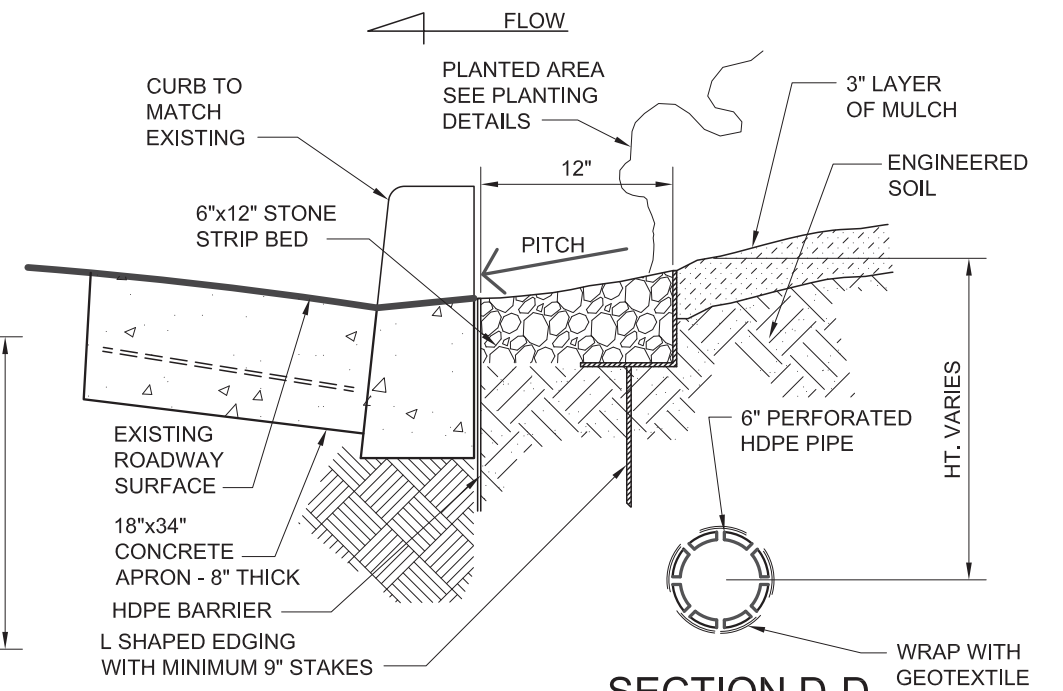 FLOW
CURB TO
MATCH
EXISTING
PLANTED AREA
SEE PLANTING
DETAILS
3" LAYER
OF MULCH
12"
ENGINEERED
SOIL
6"x12" STONE
STRIP BED
PITCH
EXISTING
ROADWAY
SURFACE
6" PERFORATED
HDPE PIPE
HT. VARIES
18"x34"
CONCRETE
APRON - 8" THICK
HDPE BARRIER
L SHAPED EDGING
WITH MINIMUM 9" STAKES
WRAP WITH
GEOTEXTILE
SECTION D-D